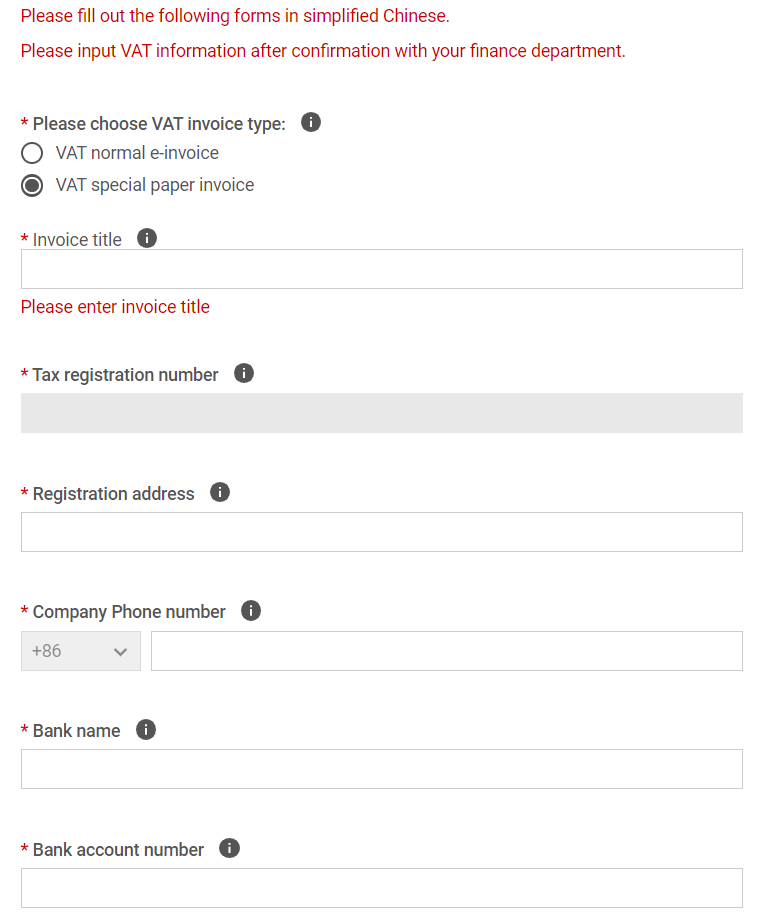 Please fill out the following forms in simplified Chinese.
Please input VAT information after confirmation with your finance department.
* Please choose VAT invoice type:
VAT normal e-invoice
VAT special paper invoice
* Invoice title
Please enter invoice title
* Tax registration number
* Registration address
* Company Phone number
+86
* Bank name
* Bank account number